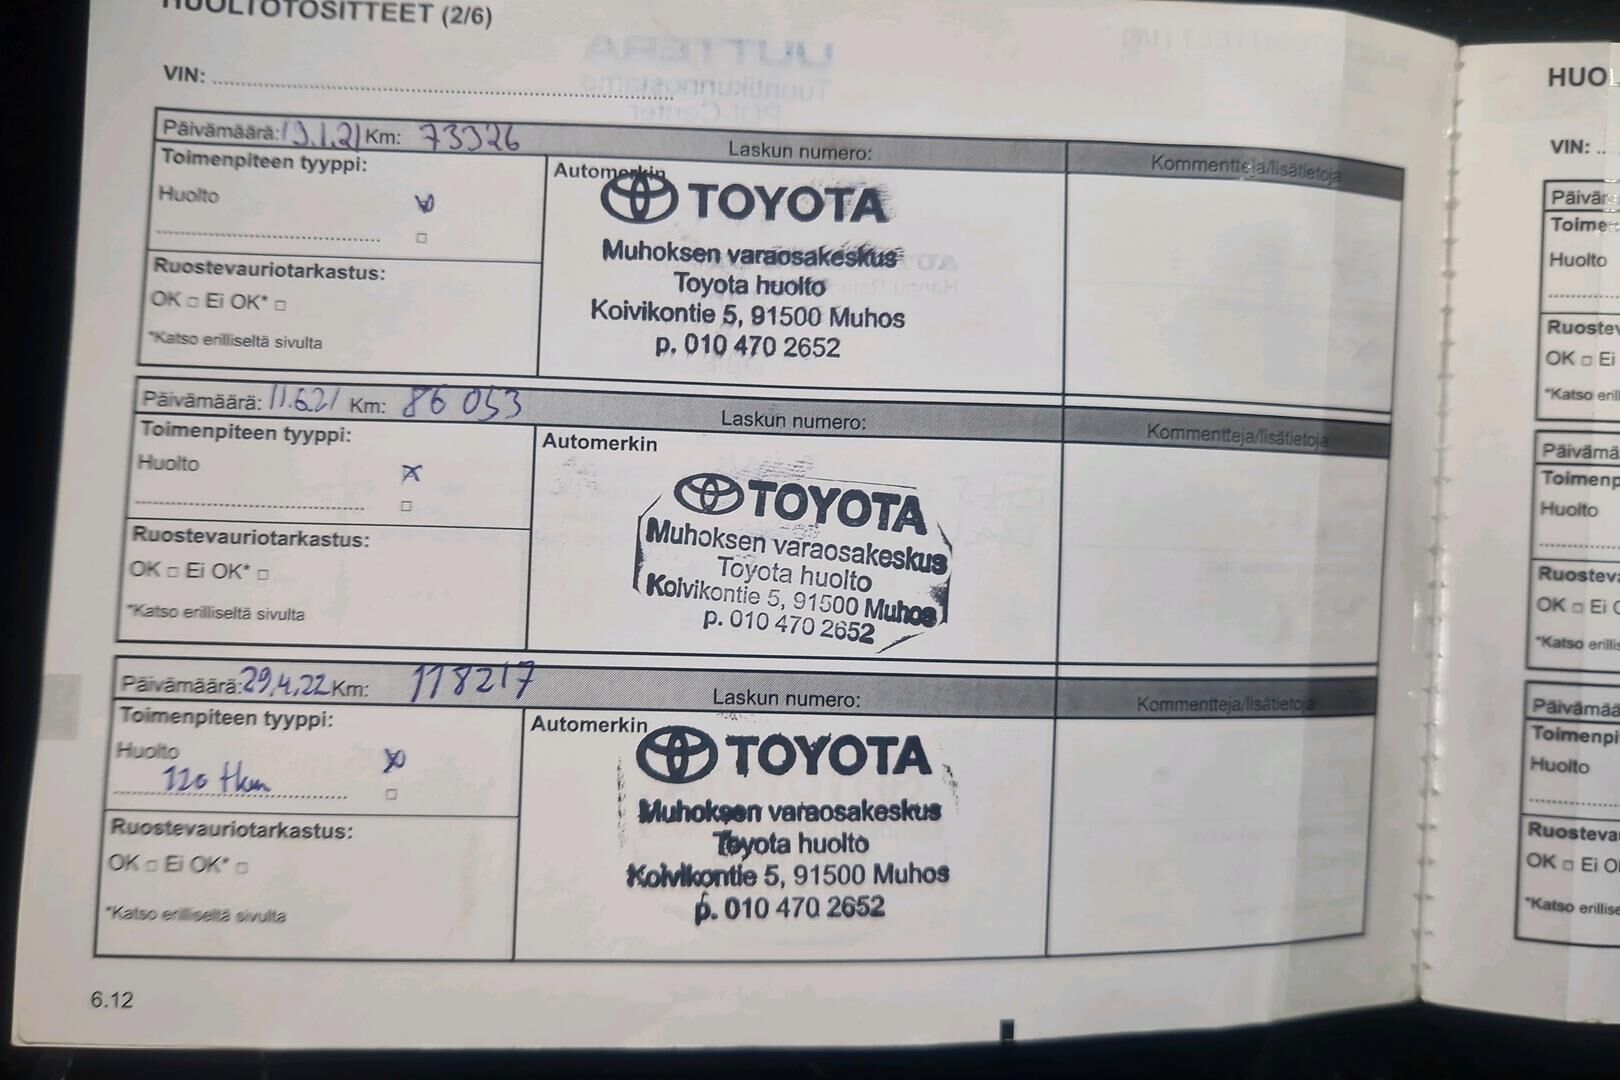 HUOLTOTOSITTEET (2/6)
VIN:
Päivämäärä: 19.1.21 Km: 73326
Laskun numero:
Kommentteja/lisätietoja
Toimenpiteen tyyppi:
Huolto
Ruostevauriotarkastus:
OK □ Ei OK* □
*Katso erilliseltä sivulta
Automerkin
TOYOTA
Muhoksen varaosakeskus
Toyota huolto
Koivikontie 5, 91500 Muhos
p. 010 470 2652
Päivämäärä: 11.6.21 Km: 86 053
Laskun numero:
Kommentteja/lisätietoja
Toimenpiteen tyyppi:
Huolto
Ruostevauriotarkastus:
OK □ Ei OK* □
*Katso erilliseltä sivulta
Automerkin
TOYOTA
Muhoksen varaosakeskus
Toyota huolto
Koivikontie 5, 91500 Muhos
p. 010 470 2652
Päivämäärä: 29.4.22 Km: 118217
Laskun numero:
Kommentteja/lisätietoja
Toimenpiteen tyyppi:
Huolto
120 tkm
Ruostevauriotarkastus:
OK □ Ei OK* □
*Katso erilliseltä sivulta
Automerkin
TOYOTA
Muhoksen varaosakeskus
Toyota huolto
Koivikontie 5, 91500 Muhos
p. 010 470 2652
6.12
VIN:
Huolto
OK □ Ei
*Katso
Huolto
OK □ Ei
*Katso
Huolto
OK □ Ei
*Katso